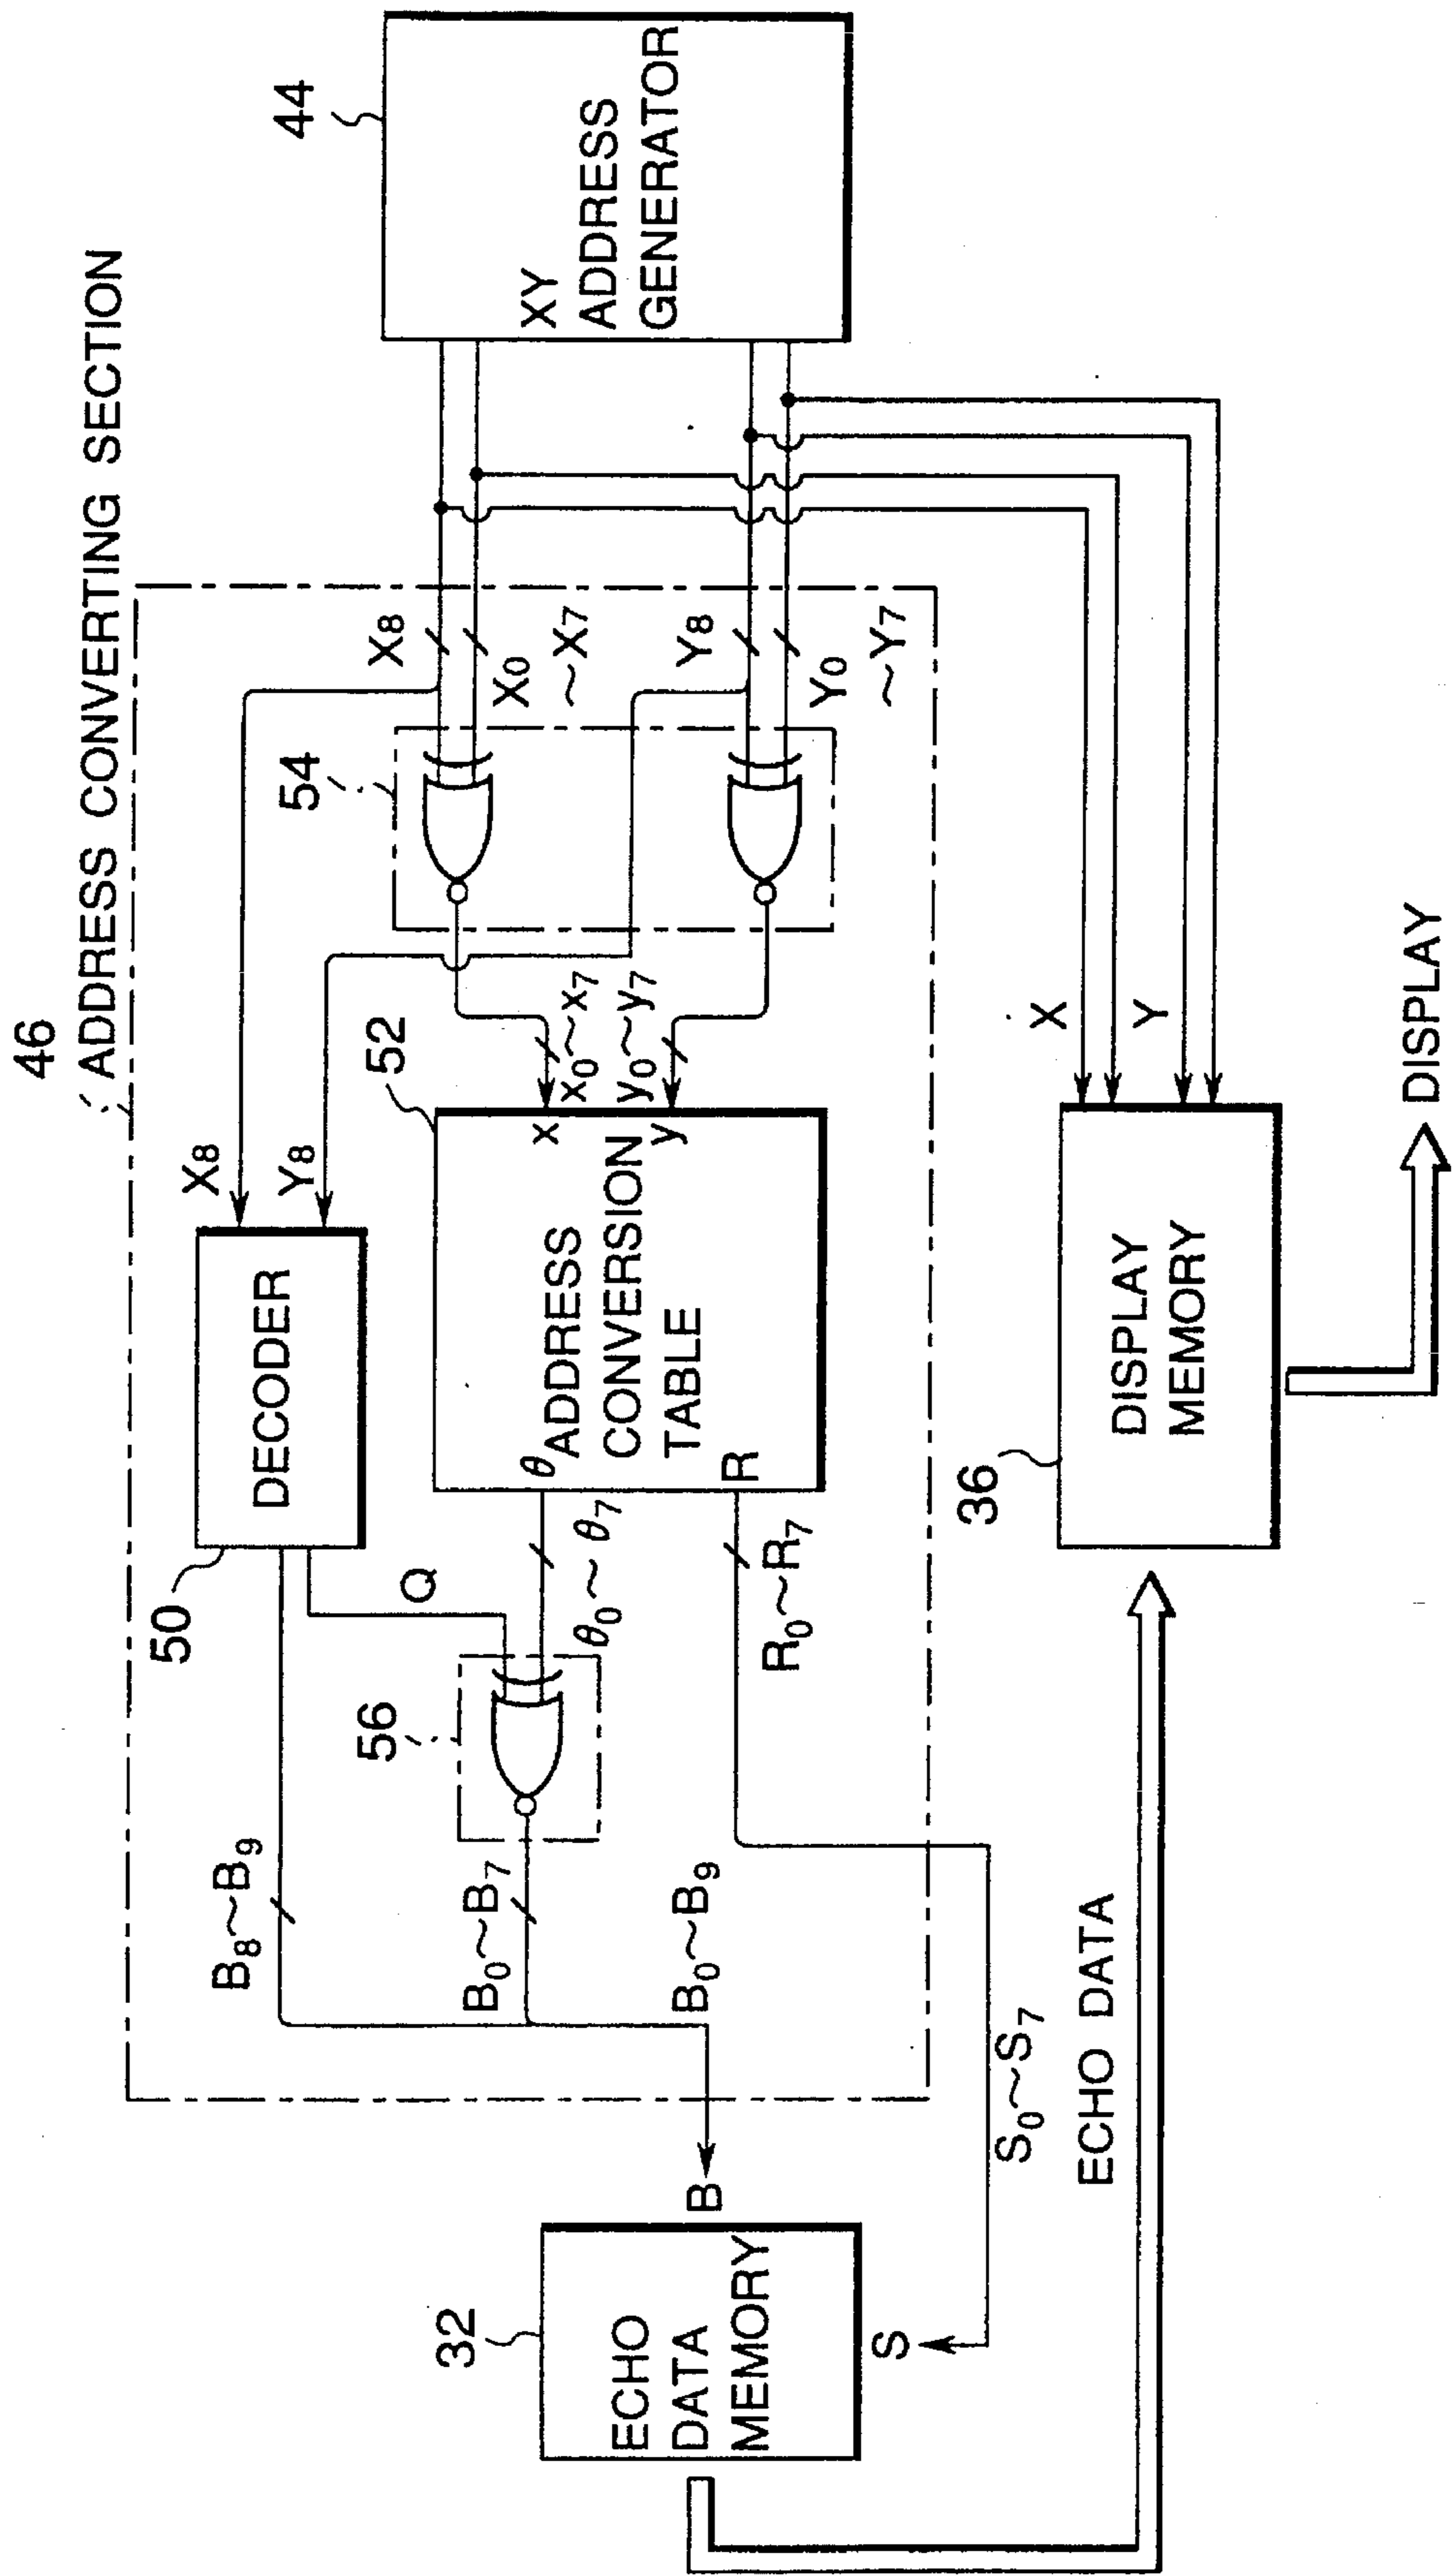 46
ADDRESS CONVERTING SECTION
44
XY
ADDRESS
GENERATOR
X8
X0
~X7
Y8
Y0
~Y7
54
X8
Y8
50
DECODER
52
x0~x7
y0~y7
x
y
θ
R
ADDRESS
CONVERSION
TABLE
Q
θ0~θ7
R0~R7
56
B8~B9
B0~B7
B0~B9
B
S
S0~S7
32
ECHO
DATA
MEMORY
ECHO DATA
36
DISPLAY
MEMORY
X
Y
DISPLAY